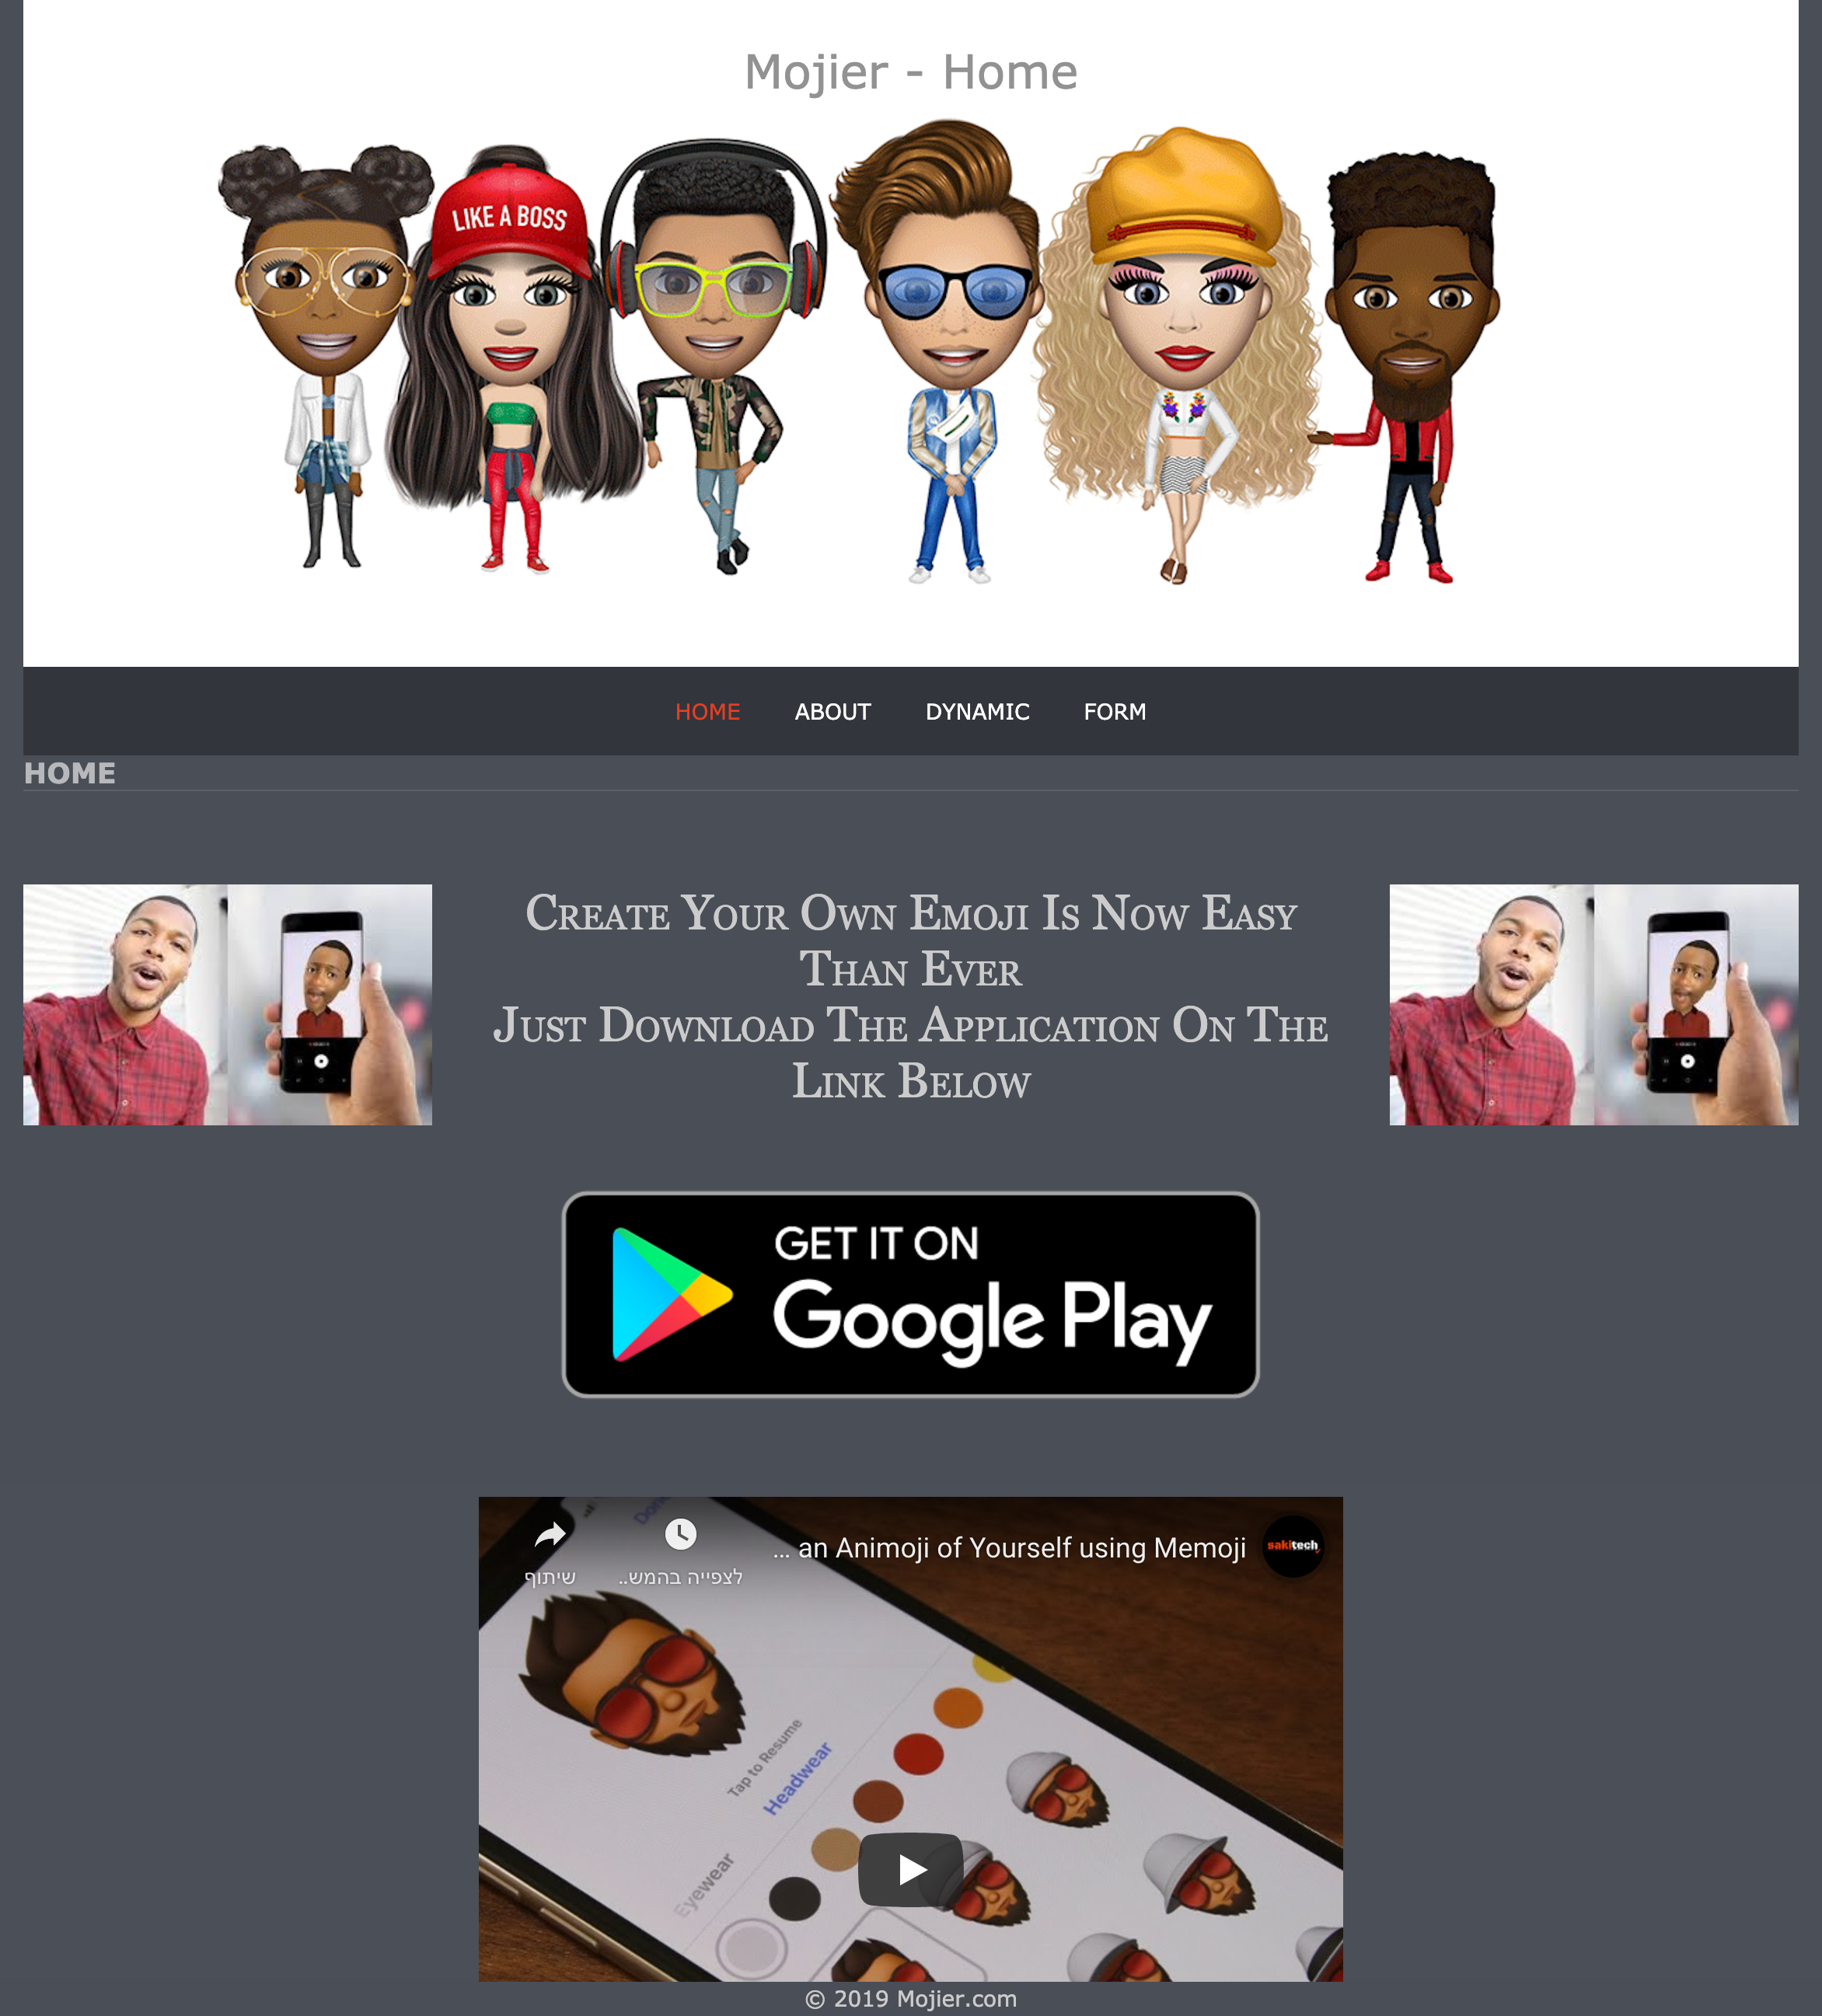 Mojier - Home
LIKE A BOSS
HOME
ABOUT
DYNAMIC
FORM
HOME
Create Your Own Emoji Is Now Easy
Than Ever
Just Download The Application On The
Link Below
GET IT ON
Google Play
... an Animoji of Yourself using Memoji
sakitech
שיתוף
לצפייה בהמש..
Done
Tap to Resume
Headwear
Eyewear
© 2019 Mojier.com